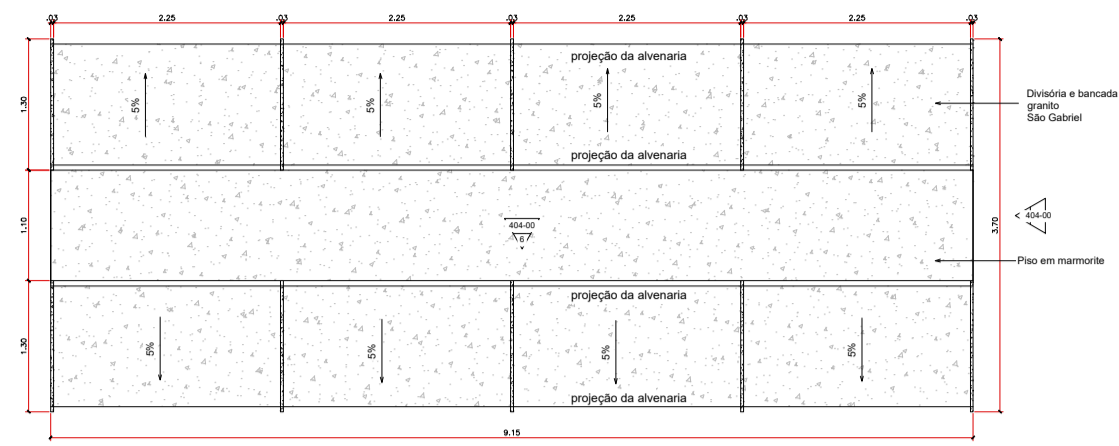 .03 2.25 .03 2.25 .03 2.25 .03 2.25 .03
projeção da alvenaria
5% 5% 5% 5%
1.30
Divisória e bancada
granito
São Gabriel
projeção da alvenaria
1.10
404-00
6
3.70
404-00
Piso em marmorite
projeção da alvenaria
1.30
5% 5% 5% 5%
projeção da alvenaria
9.15